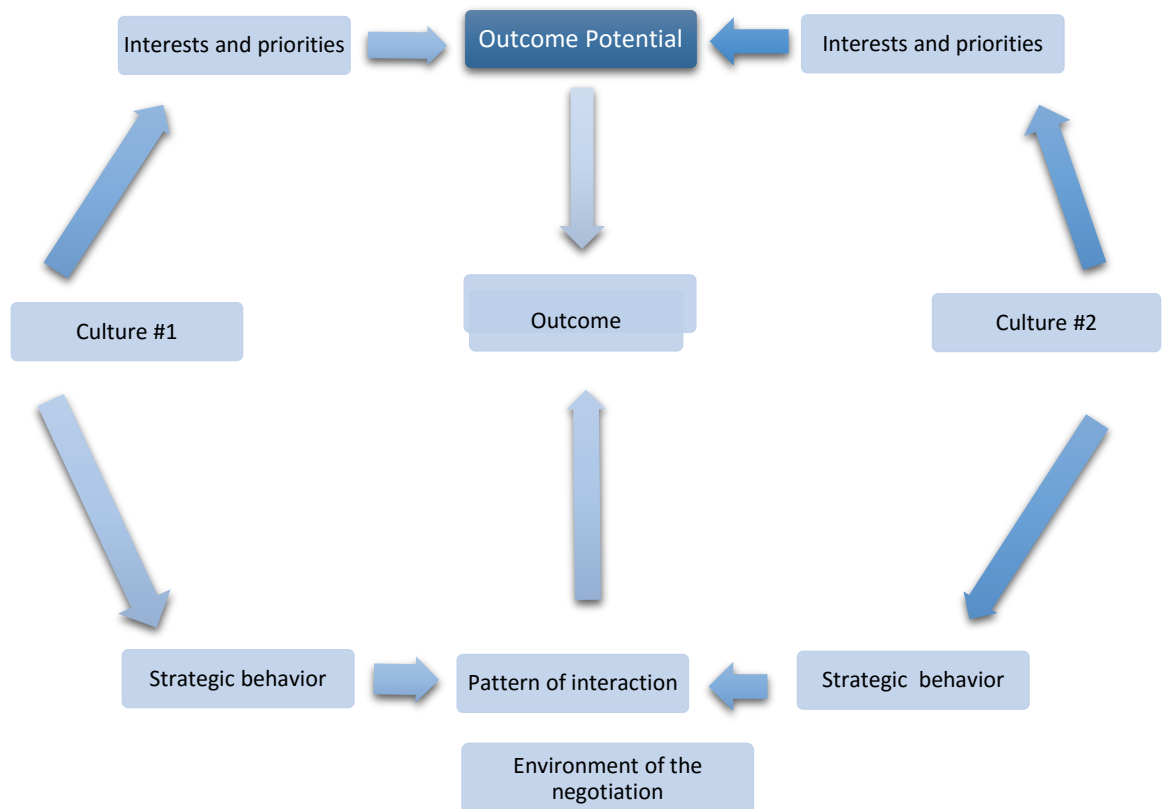 Interests and priorities
Outcome Potential
Interests and priorities
Culture #1
Outcome
Culture #2
Strategic behavior
Pattern of interaction
Strategic  behavior
Environment of the
negotiation